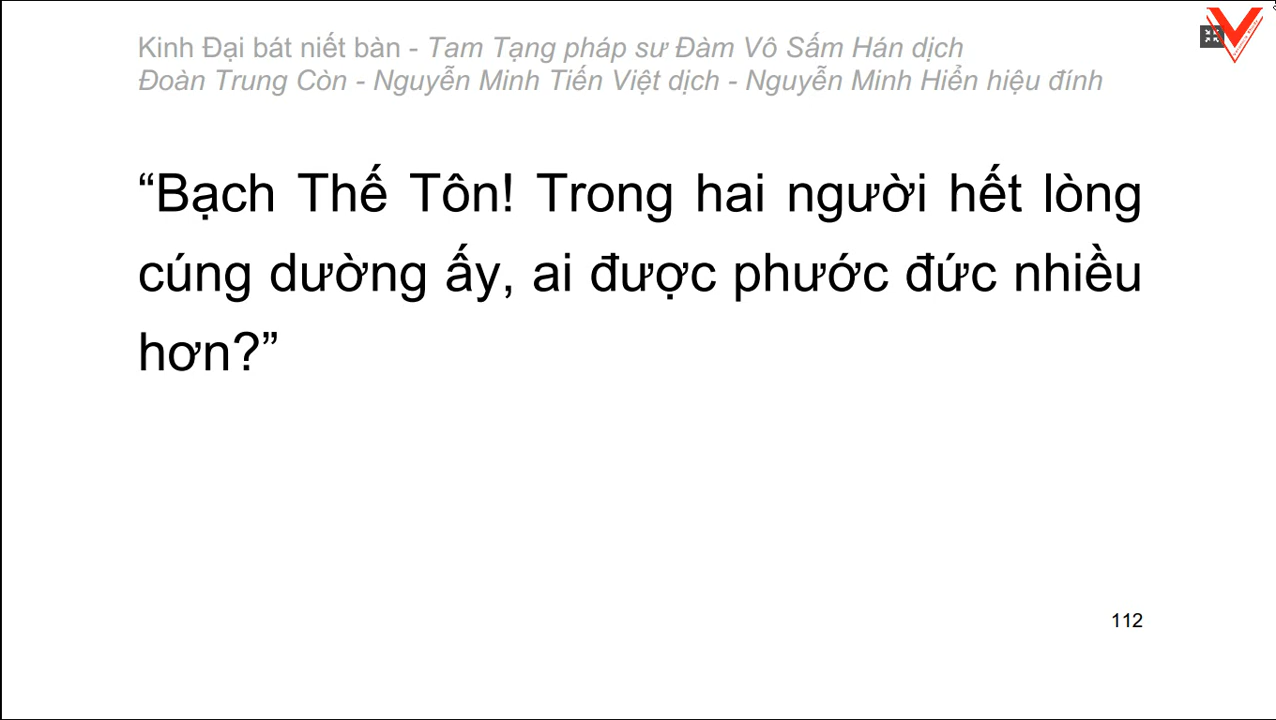 Kinh Đại bát niết bàn - Tam Tạng pháp sư Đàm Vô Sấm Hán dịch
Đoàn Trung Còn - Nguyễn Minh Tiến Việt dịch - Nguyễn Minh Hiển hiệu đính
“Bạch Thế Tôn! Trong hai người hết lòng
cúng dường ấy, ai được phước đức nhiều
hơn?”
112